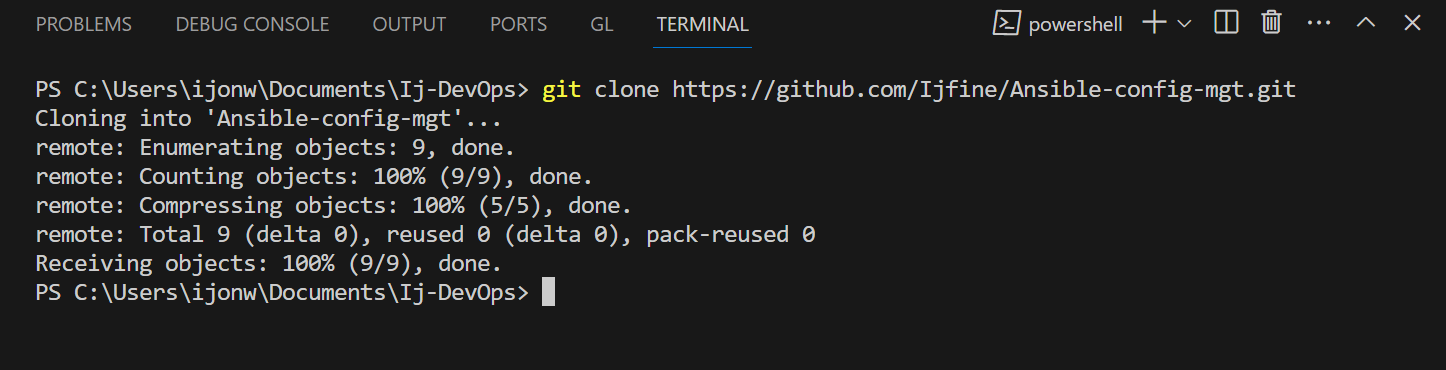 PROBLEMS DEBUG CONSOLE OUTPUT PORTS GL TERMINAL powershell
PS C:\Users\ijonw\Documents\Ij-DevOps> git clone https://github.com/Ijfine/Ansible-config-mgt.git
Cloning into 'Ansible-config-mgt'...
remote: Enumerating objects: 9, done.
remote: Counting objects: 100% (9/9), done.
remote: Compressing objects: 100% (5/5), done.
remote: Total 9 (delta 0), reused 0 (delta 0), pack-reused 0
Receiving objects: 100% (9/9), done.
PS C:\Users\ijonw\Documents\Ij-DevOps>